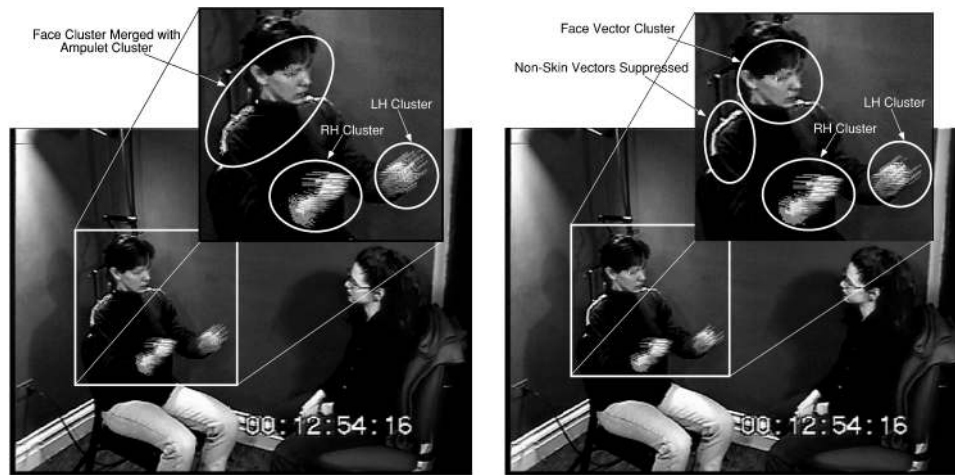 Face Cluster Merged with
Ampulet Cluster
LH Cluster
RH Cluster
00:12:54:16
Face Vector Cluster
Non-Skin Vectors Suppressed
LH Cluster
RH Cluster
00:12:54:16